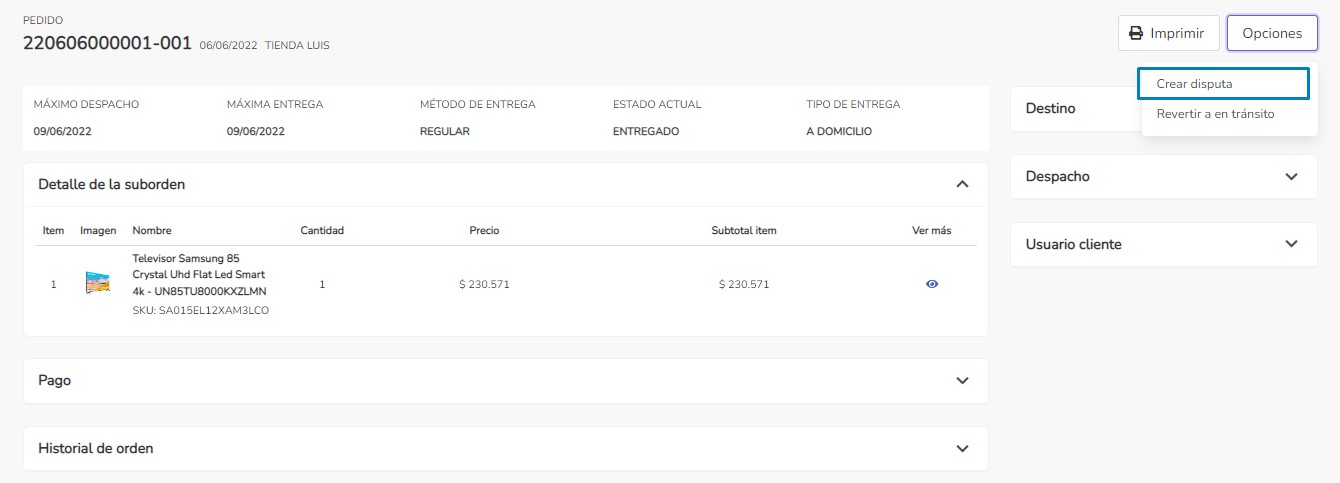 PEDIDO
220606000001-001 06/06/2022 TIENDA LUIS
Imprimir
Opciones
Crear disputa
Revertir a en tránsito
MÁXIMO DESPACHO MÁXIMA ENTREGA MÉTODO DE ENTREGA ESTADO ACTUAL TIPO DE ENTREGA
09/06/2022 09/06/2022 REGULAR ENTREGADO A DOMICILIO
Destino
Despacho
Usuario cliente
Detalle de la suborden
Item Imagen Nombre Cantidad Precio Subtotal item Ver más
Televisor Samsung 85
Crystal Uhd Flat Led Smart
1 4k - UN85TU8000KXZLMN 1 $ 230.571 $ 230.571
SKU: SA015EL12XAM3LCO
Pago
Historial de orden